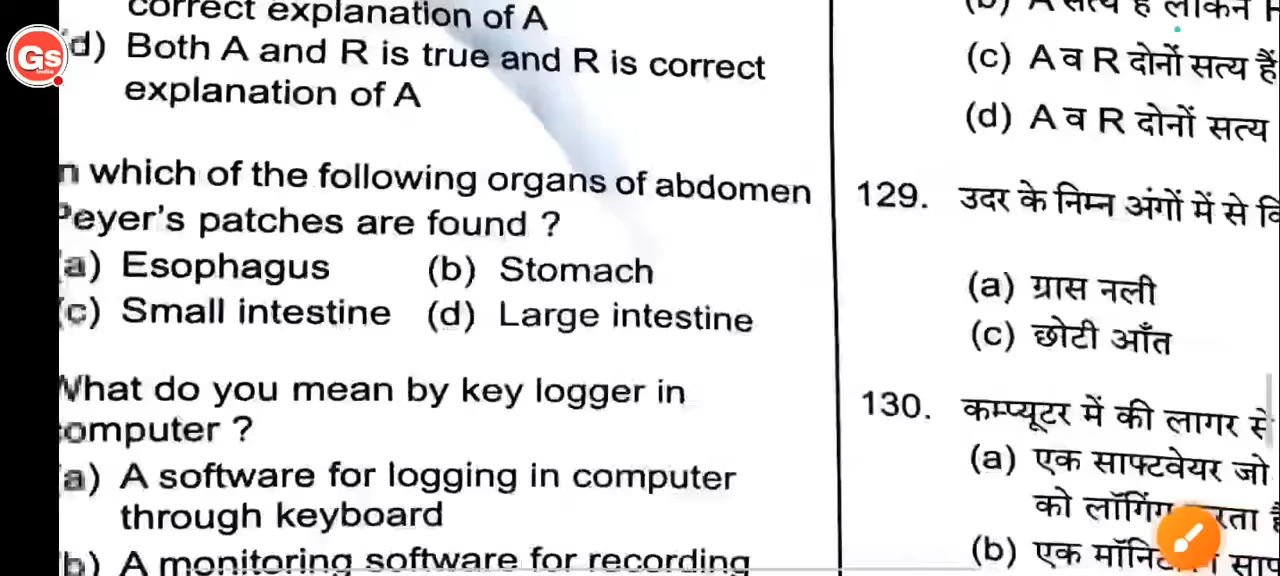 Gs
India
correct explanation of A
d) Both A and R is true and R is correct
explanation of A
n which of the following organs of abdomen
Peyer's patches are found ?
a) Esophagus (b) Stomach
(c) Small intestine (d) Large intestine
What do you mean by key logger in
computer ?
a) A software for logging in computer
through keyboard
b) A monitoring software for recording
(b) A सत्य है लेकिन
(c) A व R दोनों सत्य हैं
(d) A व R दोनों सत्य
129. उदर के निम्न अंगों में से
(a) ग्रास नली
(c) छोटी आँत
130. कम्प्यूटर में की लागर से
(a) एक साफ्टवेयर जो
को लॉगिंग
(b) एक